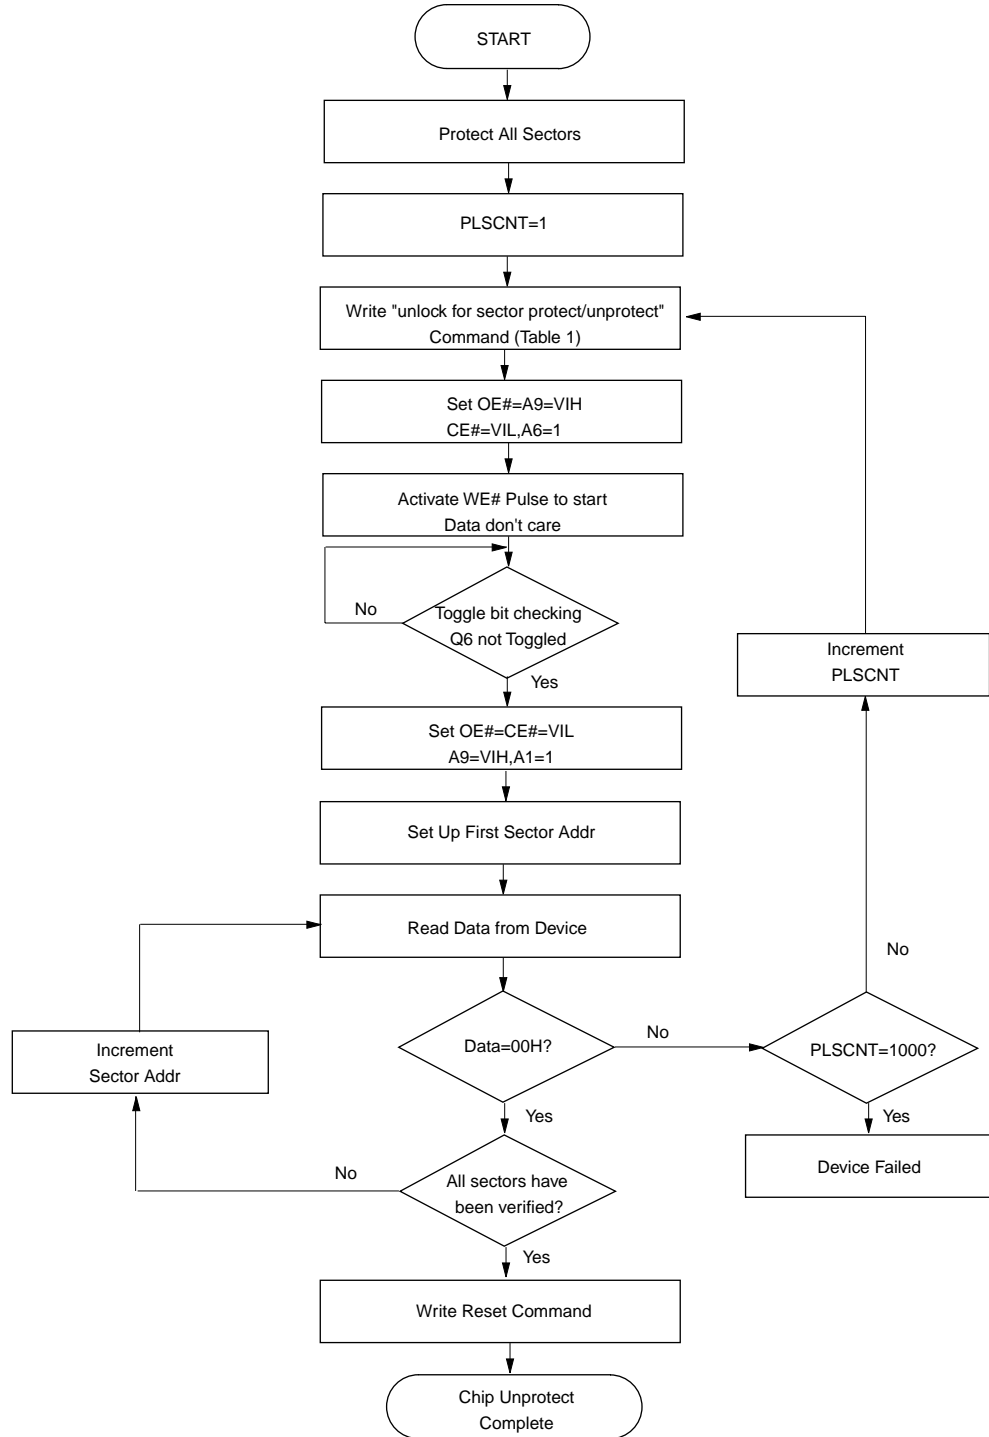 START
Protect All Sectors
PLSCNT=1
Write "unlock for sector protect/unprotect"
Command (Table 1)
Set OE#=A9=VIH
CE#=VIL,A6=1
Activate WE# Pulse to start
Data don't care
No
Toggle bit checking
Q6 not Toggled
Yes
Increment
PLSCNT
Set OE#=CE#=VIL
A9=VIH,A1=1
Set Up First Sector Addr
Read Data from Device
No
Increment
Sector Addr
Data=00H?
No
PLSCNT=1000?
Yes
Yes
Device Failed
No
All sectors have
been verified?
Yes
Write Reset Command
Chip Unprotect
Complete